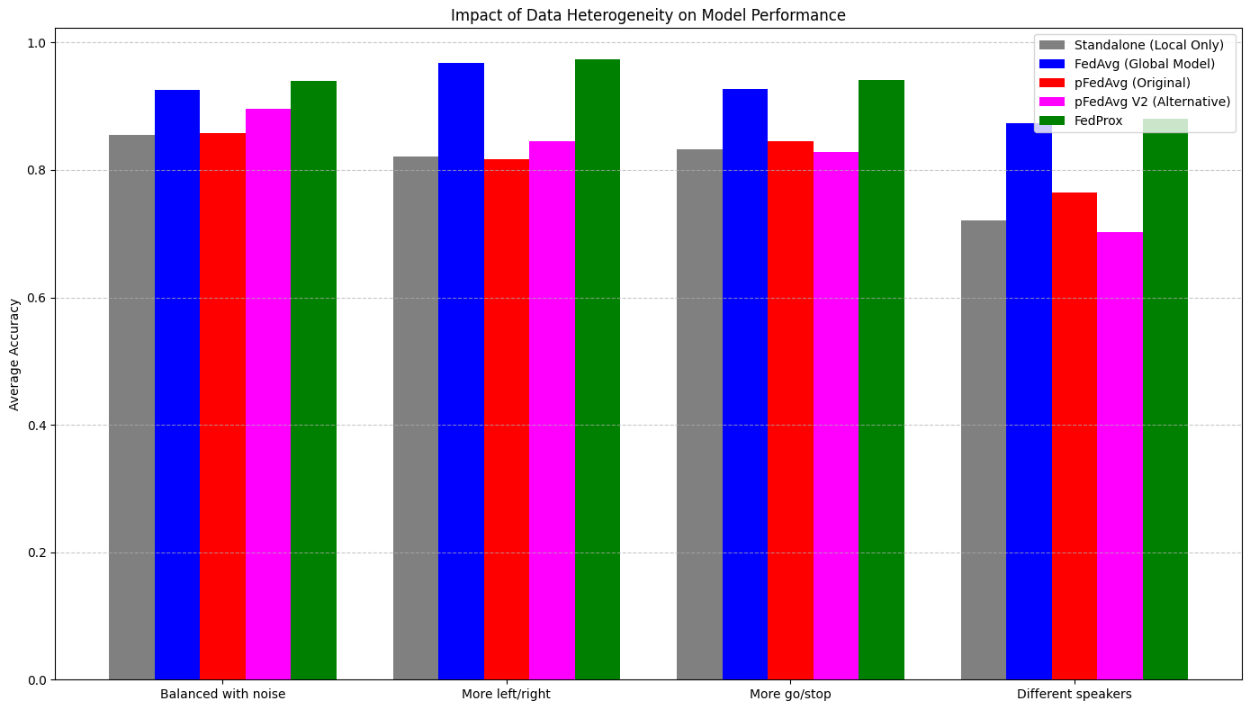 Impact of Data Heterogeneity on Model Performance
Standalone (Local Only)
FedAvg (Global Model)
pFedAvg (Original)
pFedAvg V2 (Alternative)
FedProx
Average Accuracy
1.0
0.8
0.6
0.4
0.2
0.0
Balanced with noise
More left/right
More go/stop
Different speakers